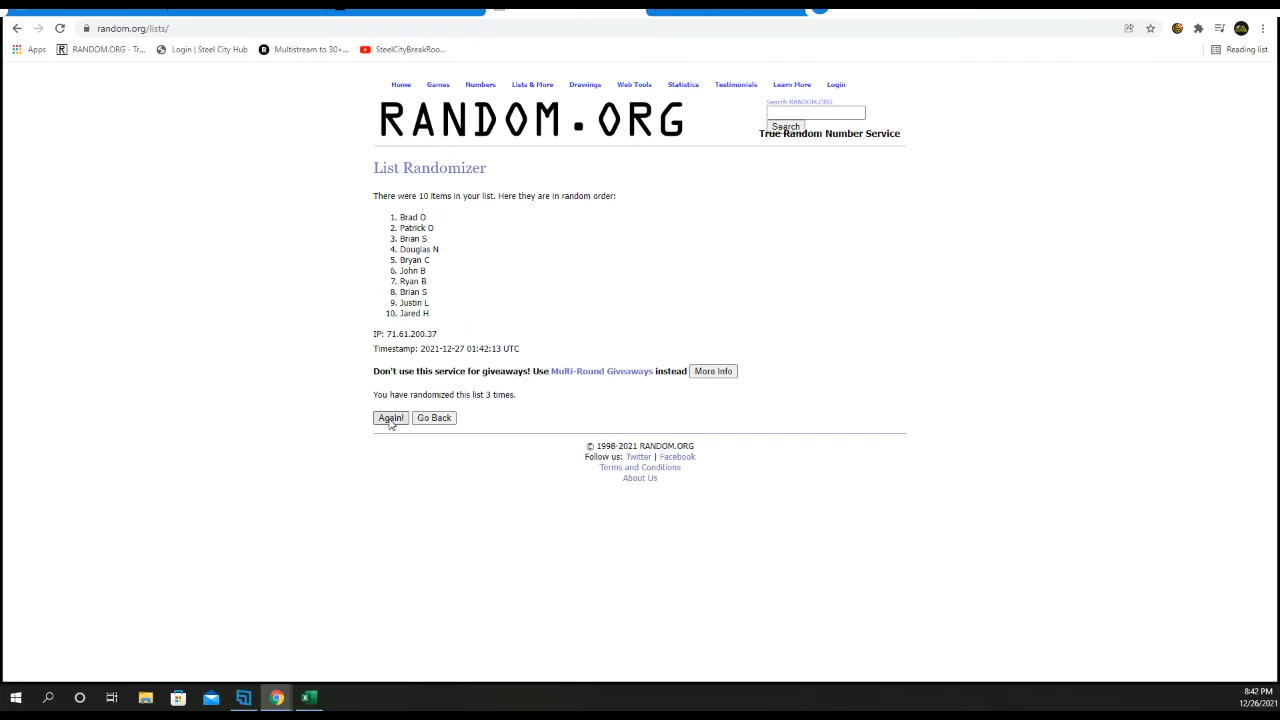 random.org/lists/
Reading list
Apps
RANDOM.ORG - Tr...
Login | Steel City Hub
Multistream to 30+...
SteelCityBreakRoo...
Home Games Numbers Lists & More Drawings Web Tools Statistics Testimonials Learn More Login
RANDOM.ORG
Search RANDOM.ORG
Search
True Random Number Service
List Randomizer
There were 10 items in your list. Here they are in random order:
1. Brad O
2. Patrick O
3. Brian S
4. Douglas N
5. Bryan C
6. John B
7. Ryan B
8. Brian S
9. Justin L
10. Jared H
IP: 71.61.200.37
Timestamp: 2021-12-27 01:42:13 UTC
Don't use this service for giveaways! Use Multi-Round Giveaways instead More Info
You have randomized this list 3 times.
Again! Go Back
© 1998-2021 RANDOM.ORG
Follow us: Twitter | Facebook
Terms and Conditions
About Us
8:42 PM
12/26/2021